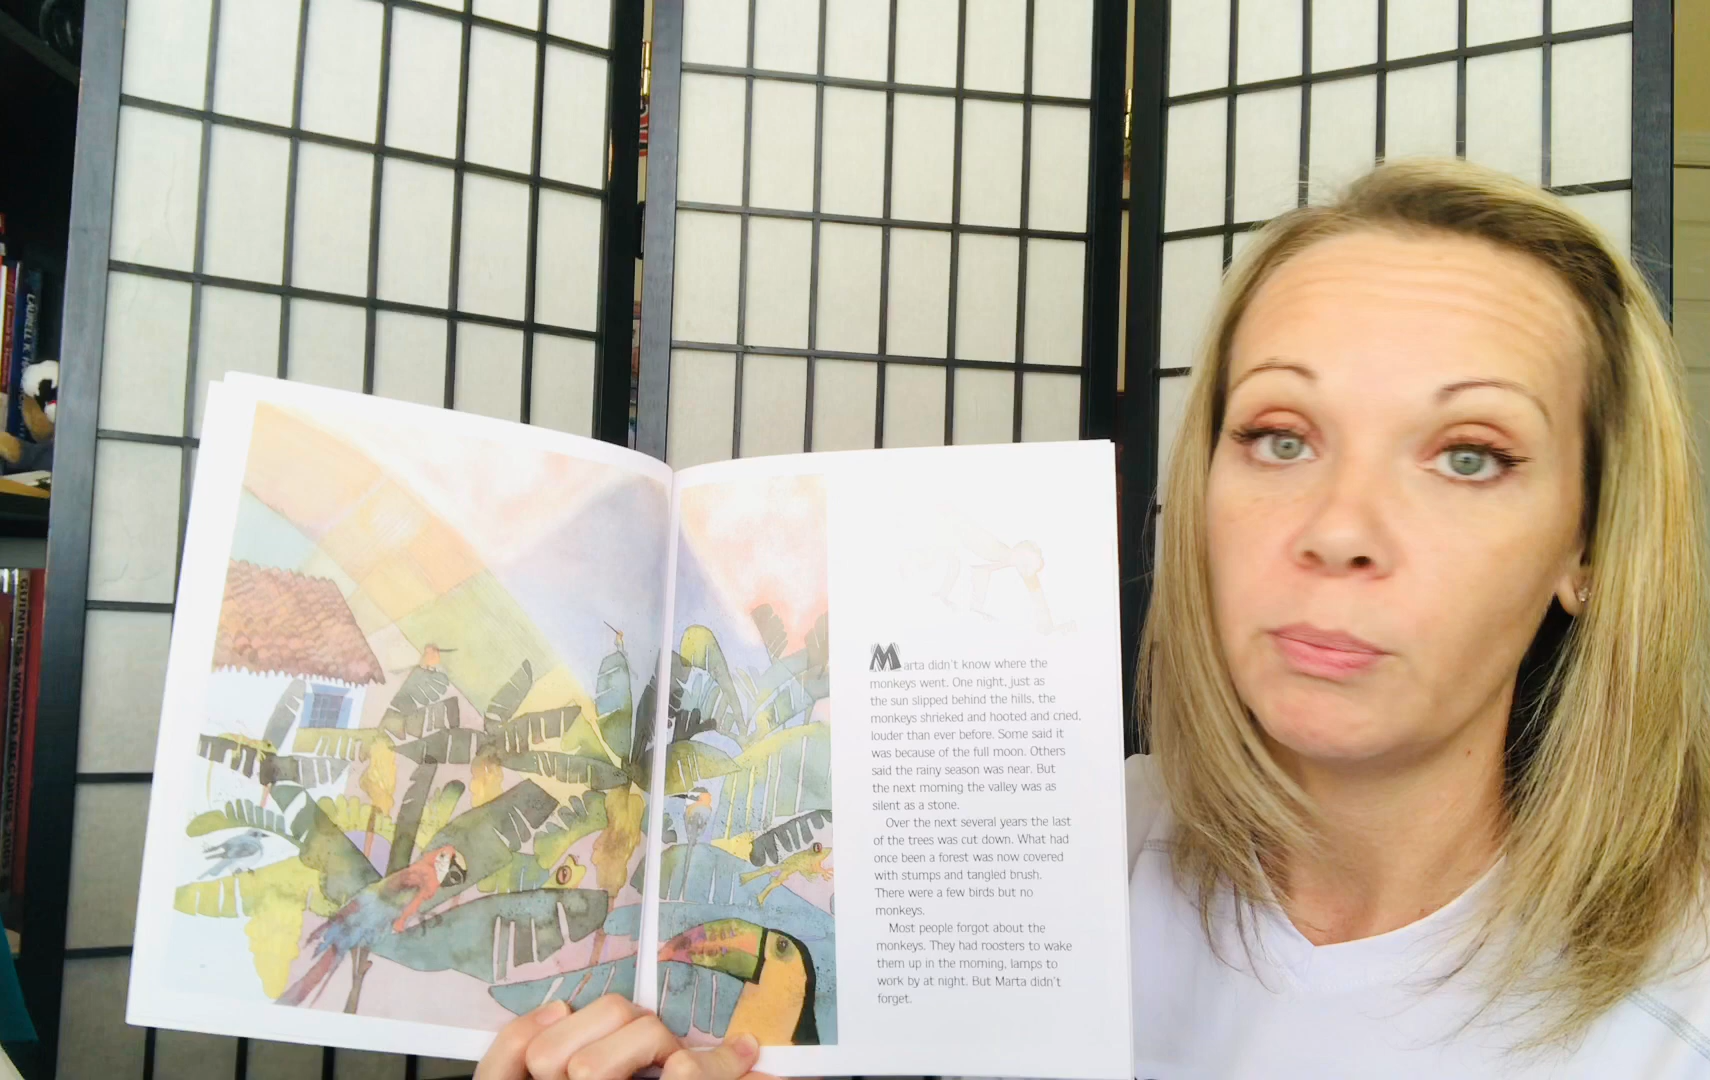 LAURELL K. H
GUINNESS WORLD RECORDS 2005
Marta didn't know where the
monkeys went. One night, just as
the sun slipped behind the hills, the
monkeys shrieked and hooted and cried,
louder than ever before. Some said it
was because of the full moon. Others
said the rainy season was near. But
the next morning the valley was as
silent as a stone.
Over the next several years the last
of the trees was cut down. What had
once been a forest was now covered
with stumps and tangled brush.
There were a few birds but no
monkeys.
Most people forgot about the
monkeys. They had roosters to wake
them up in the morning, lamps to
work by at night. But Marta didn't
forget.